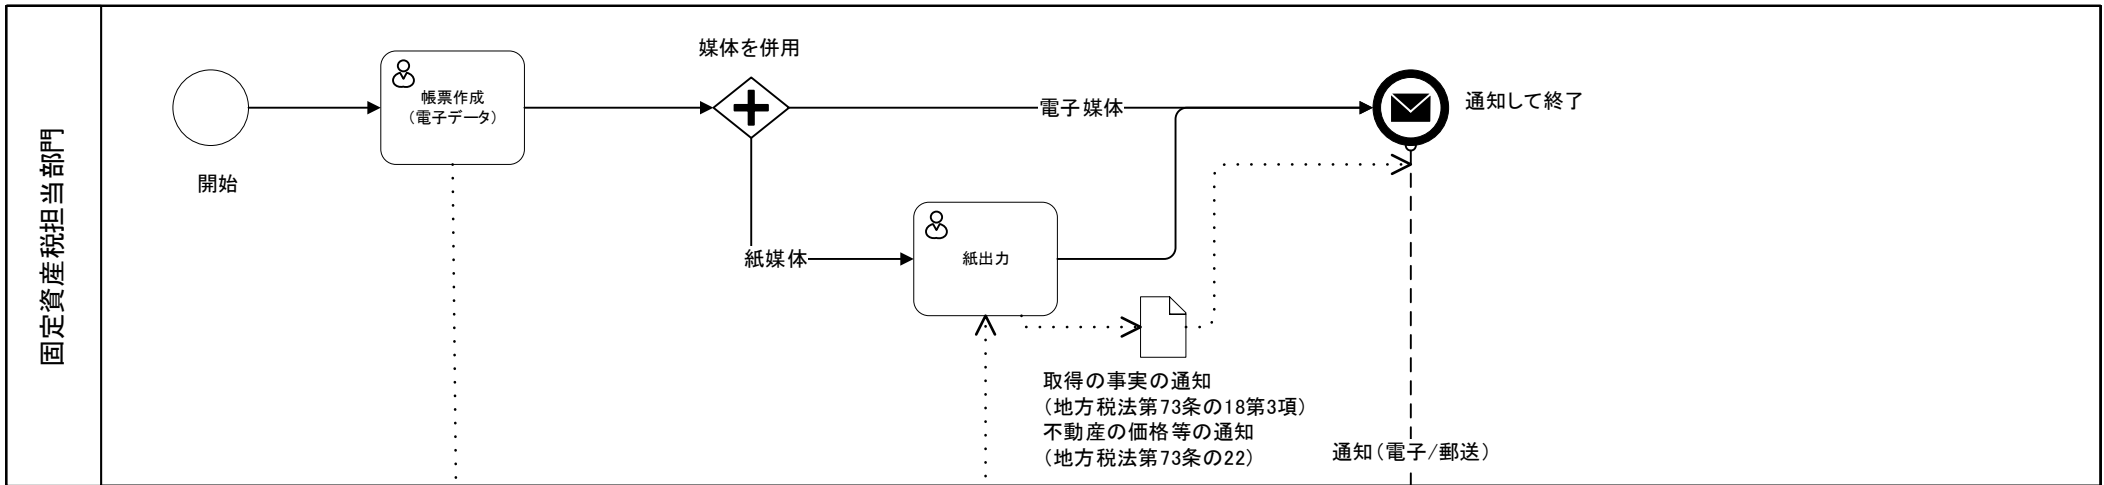 固定資産税担当部門
開始
帳票作成
(電子データ)
媒体を併用
電子媒体
紙媒体
紙出力
通知して終了
取得の事実の通知
(地方税法第73条の18第3項)
不動産の価格等の通知
(地方税法第73条の22)
通知(電子/郵送)